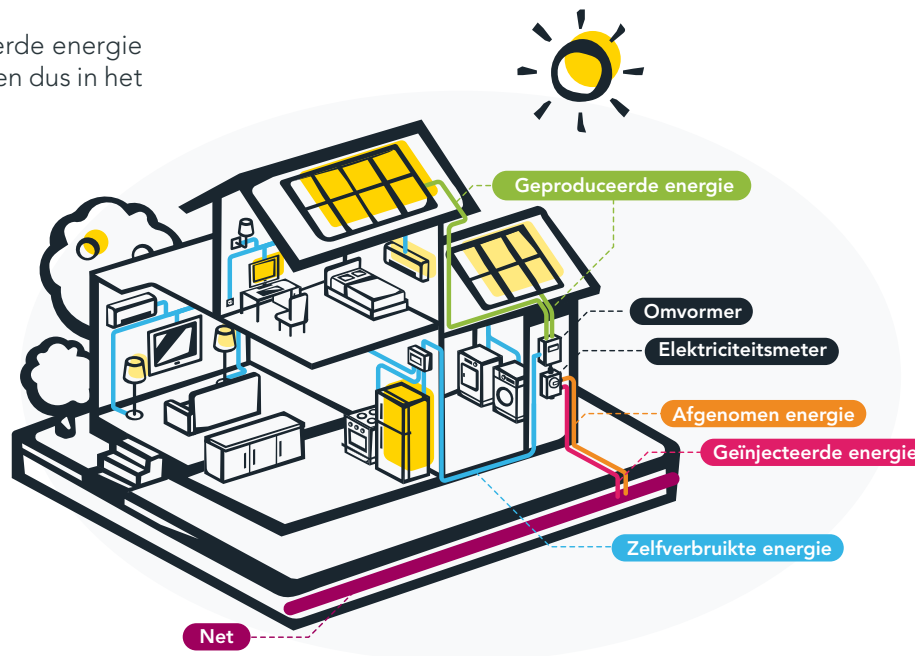 erde energie
en dus in het
Geproduceerde energie
Omvormer
Elektriciteitsmeter
Afgenomen energie
Geïnjecteerde energie
Zelfverbruikte energie
Net